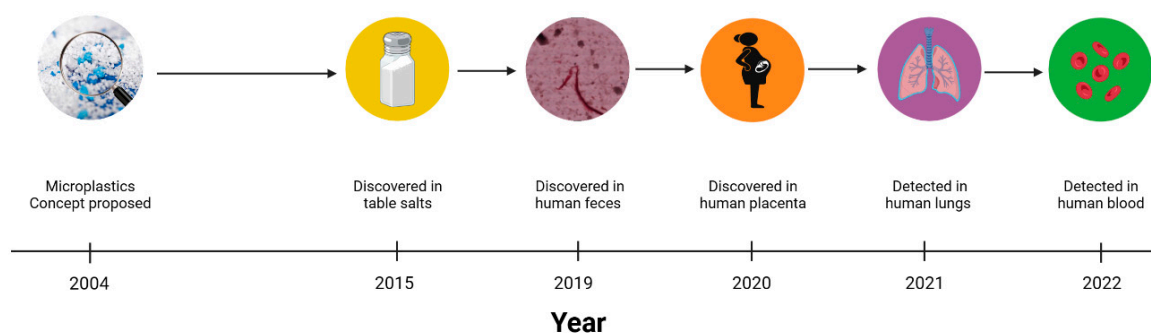 Microplastics
Concept proposed
Discovered in
table salts
Discovered in
human feces
Discovered in
human placenta
Detected in
human lungs
Detected in
human blood
2004
2015
2019
2020
2021
2022
Year